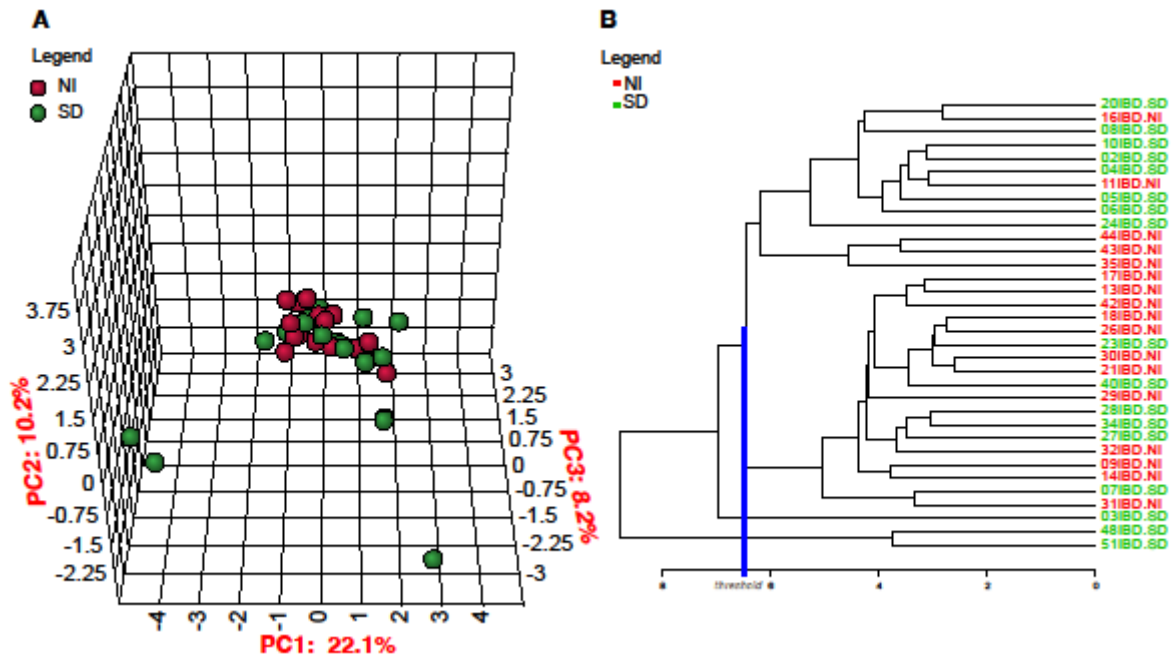 A
Legend
NI
SD
3.75
3
2.25
1.5
0.75
0
-0.75
-1.5
-2.25
PC2: 10.2%
-4
-3
-2
-1
0
1
2
3
4
PC1: 22.1%
3
2.25
1.5
0.75
0
-0.75
-1.5
-2.25
-3
PC3: 8.2%
B
Legend
NI
SD
20IBD.SD
16IBD.NI
08IBD.SD
10IBD.SD
02IBD.SD
04IBD.SD
11IBD.NI
05IBD.SD
06IBD.SD
24IBD.SD
44IBD.NI
43IBD.NI
35IBD.NI
17IBD.NI
13IBD.NI
42IBD.NI
18IBD.NI
26IBD.NI
23IBD.SD
30IBD.NI
21IBD.NI
40IBD.SD
29IBD.NI
28IBD.SD
34IBD.SD
27IBD.SD
32IBD.NI
09IBD.NI
14IBD.NI
07IBD.SD
31IBD.NI
03IBD.SD
48IBD.SD
51IBD.SD
8
threshold
6
4
2
0